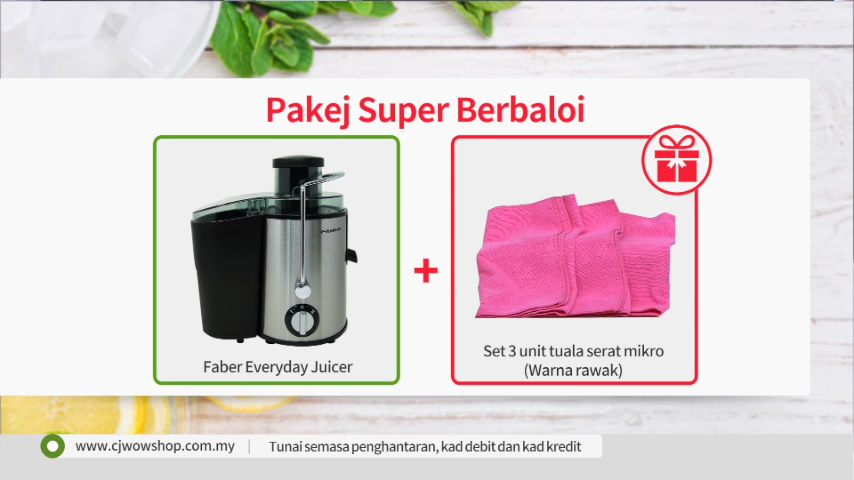 Pakej Super Berbaloi
Faber Everyday Juicer
Set 3 unit tuala serat mikro
(Warna rawak)
www.cjwowshop.com.my | Tunai semasa penghantaran, kad debit dan kad kredit